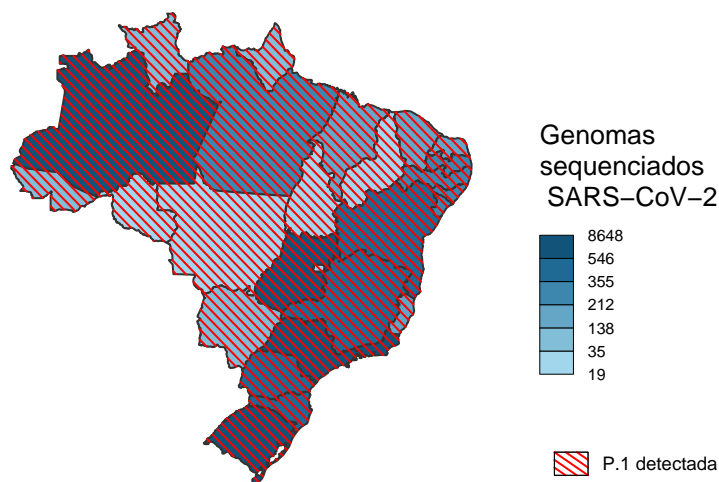 Genomas
sequenciados
SARS−CoV−2
8648
546
355
212
138
35
19
P.1 detectada